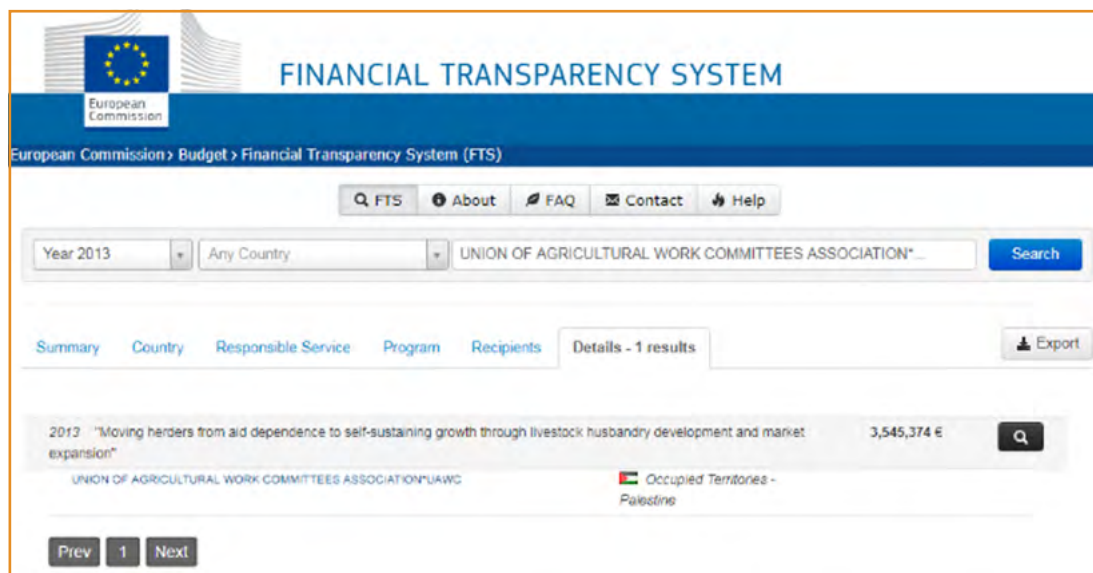 European
Commission
FINANCIAL TRANSPARENCY SYSTEM
European Commission > Budget > Financial Transparency System (FTS)
FTS About FAQ Contact Help
Year 2013 Any Country UNION OF AGRICULTURAL WORK COMMITTEES ASSOCIATION*... Search
Summary Country Responsible Service Program Recipients Details - 1 results Export
2013 "Moving herders from aid dependence to self-sustaining growth through livestock husbandry development and market 3,545,374 €
expansion"
UNION OF AGRICULTURAL WORK COMMITTEES ASSOCIATION*UAWC Occupied Territories -
Palestine
Prev 1 Next